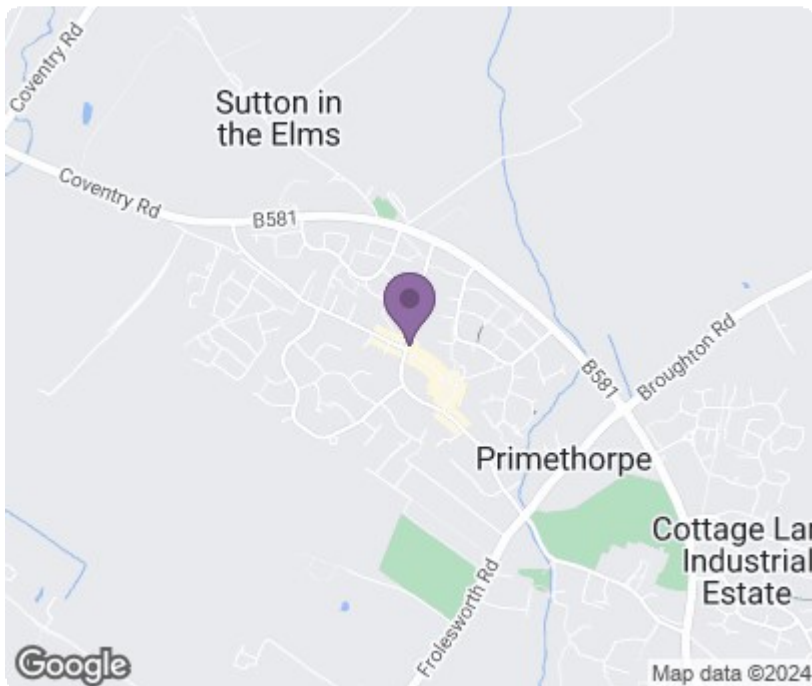 Coventry Rd
Sutton in
the Elms
Coventry Rd
B581
Broughton Rd
B581
Primethorpe
Cottage Lan
Industrial
Estate
Frolesworth Rd
Google
Map data ©2024